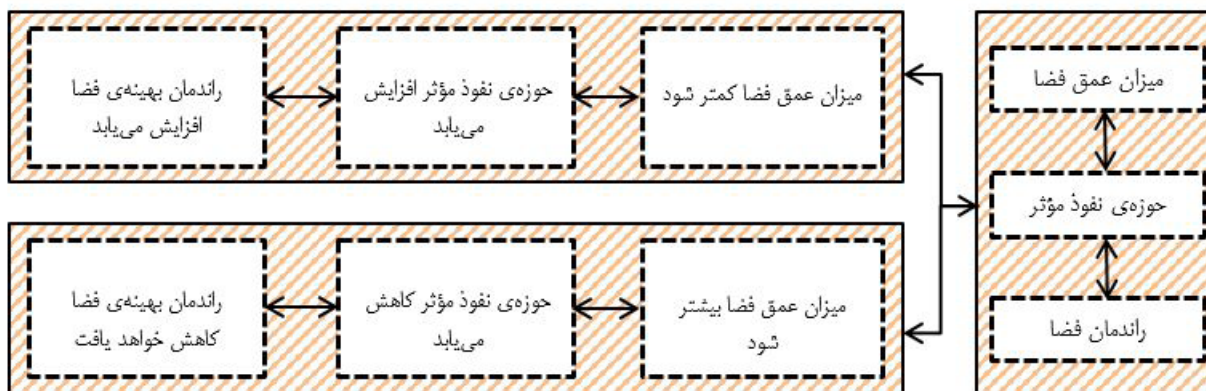 میزان عمق فضا
حوزه‌ی نفوذ مؤثر
راندمان فضا
میزان عمق فضا کمتر شود
حوزه‌ی نفوذ مؤثر افزایش
می‌یابد
راندمان بهینه‌ی فضا
افزایش می‌یابد
میزان عمق فضا بیشتر
شود
حوزه‌ی نفوذ مؤثر کاهش
می‌یابد
راندمان بهینه‌ی فضا
کاهش خواهد یافت